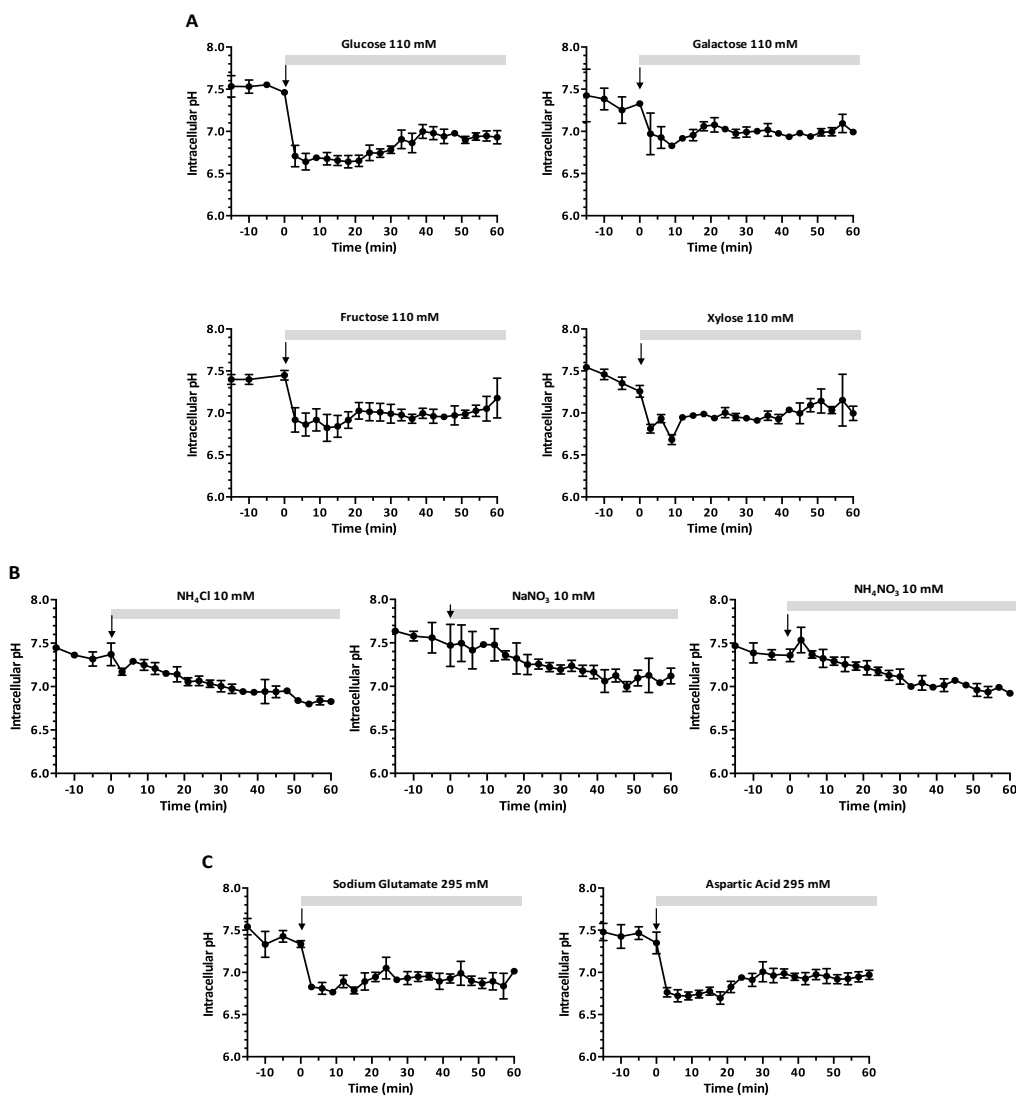 A
Glucose 110 mM
8.0
7.5
7.0
6.5
6.0
Intracellular pH
-10 0 10 20 30 40 50 60
Time (min)
Galactose 110 mM
8.0
7.5
7.0
6.5
6.0
Intracellular pH
-10 0 10 20 30 40 50 60
Time (min)
Fructose 110 mM
8.0
7.5
7.0
6.5
6.0
Intracellular pH
-10 0 10 20 30 40 50 60
Time (min)
Xylose 110 mM
8.0
7.5
7.0
6.5
6.0
Intracellular pH
-10 0 10 20 30 40 50 60
Time (min)
B
NH₄Cl 10 mM
8.0
7.5
7.0
6.5
6.0
Intracellular pH
-10 0 10 20 30 40 50 60
Time (min)
NaNO₃ 10 mM
8.0
7.5
7.0
6.5
6.0
Intracellular pH
-10 0 10 20 30 40 50 60
Time (min)
NH₄NO₃ 10 mM
8.0
7.5
7.0
6.5
6.0
Intracellular pH
-10 0 10 20 30 40 50 60
Time (min)
C
Sodium Glutamate 295 mM
8.0
7.5
7.0
6.5
6.0
Intracellular pH
-10 0 10 20 30 40 50 60
Time (min)
Aspartic Acid 295 mM
8.0
7.5
7.0
6.5
6.0
Intracellular pH
-10 0 10 20 30 40 50 60
Time (min)